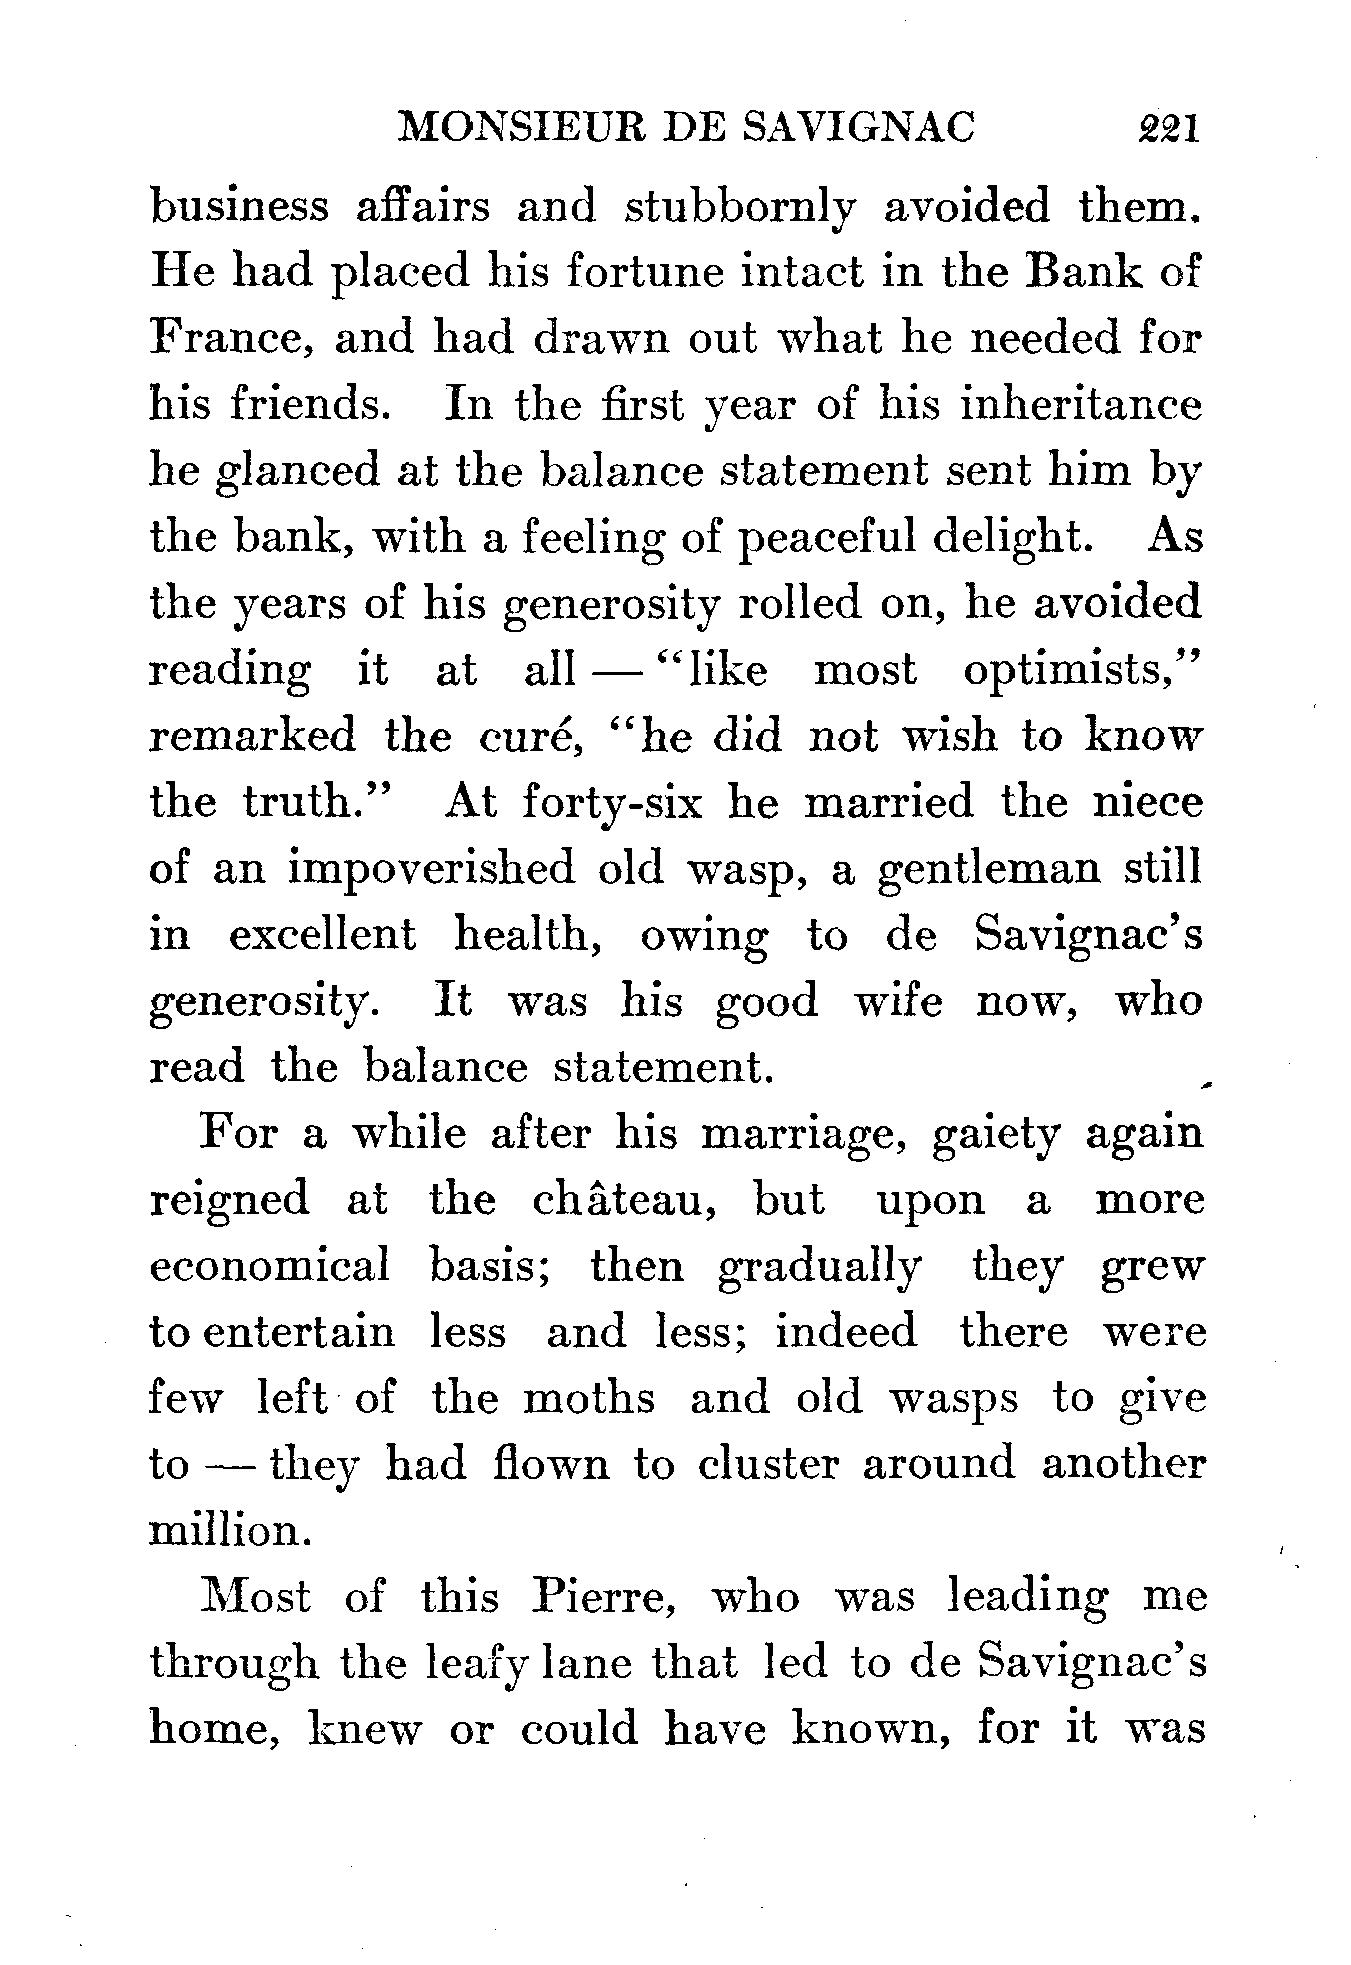 MONSIEUR DE SAVIGNAC 221
business affairs and stubbornly avoided them.
He had placed his fortune intact in the Bank of
France, and had drawn out what he needed for
his friends. In the first year of his inheritance
he glanced at the balance statement sent him by
the bank, with a feeling of peaceful delight. As
the years of his generosity rolled on, he avoided
reading it at all — "like most optimists,"
remarked the curé, "he did not wish to know
the truth." At forty-six he married the niece
of an impoverished old wasp, a gentleman still
in excellent health, owing to de Savignac's
generosity. It was his good wife now, who
read the balance statement.
For a while after his marriage, gaiety again
reigned at the château, but upon a more
economical basis; then gradually they grew
to entertain less and less; indeed there were
few left of the moths and old wasps to give
to — they had flown to cluster around another
million.
Most of this Pierre, who was leading me
through the leafy lane that led to de Savignac's
home, knew or could have known, for it was